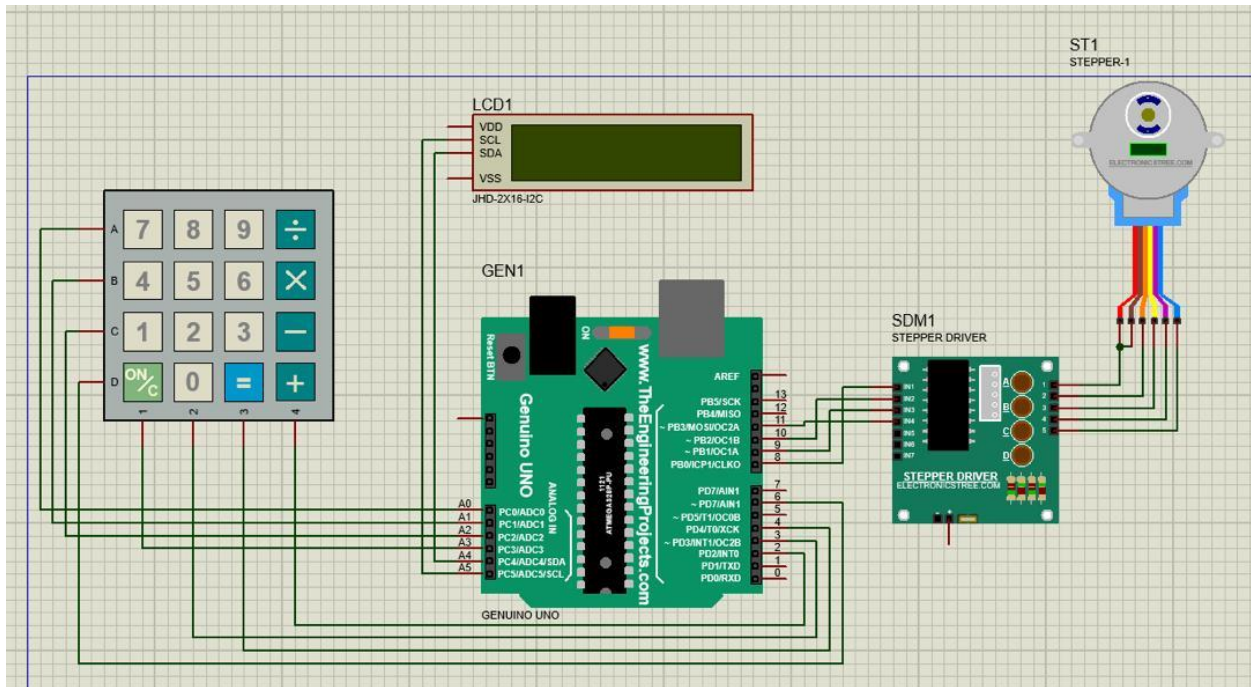 ST1
STEPPER-1
ELECTRONICSTREE.COM
LCD1
VDD
SCL
SDA
VSS
JHD-2X16-I2C
A
7
8
9
÷
B
4
5
6
×
C
1
2
3
−
D
ON/C
0
=
+
1
2
3
4
GEN1
Reset BTN
ON
www.TheEngineeringProjects.com
Genuino UNO
ANALOG IN
ATMEGA328P-PU
1121
AREF
PB5/SCK 13
PB4/MISO 12
~ PB3/MOSI/OC2A 11
~ PB2/OC1B 10
~ PB1/OC1A 9
PB0/ICP1/CLKO 8
PD7/AIN1 7
~ PD7/AIN1 6
~ PD5/T1/OC0B 5
PD4/T0/XCK 4
~ PD3/INT1/OC2B 3
PD2/INT0 2
PD1/TXD 1
PD0/RXD 0
A0 PC0/ADC0
A1 PC1/ADC1
A2 PC2/ADC2
A3 PC3/ADC3
A4 PC4/ADC4/SDA
A5 PC5/ADC5/SCL
GENUINO UNO
SDM1
STEPPER DRIVER
IN1
IN2
IN3
IN4
IN5
IN6
IN7
A
B
C
D
1
2
3
4
5
STEPPER DRIVER
ELECTRONICSTREE.COM